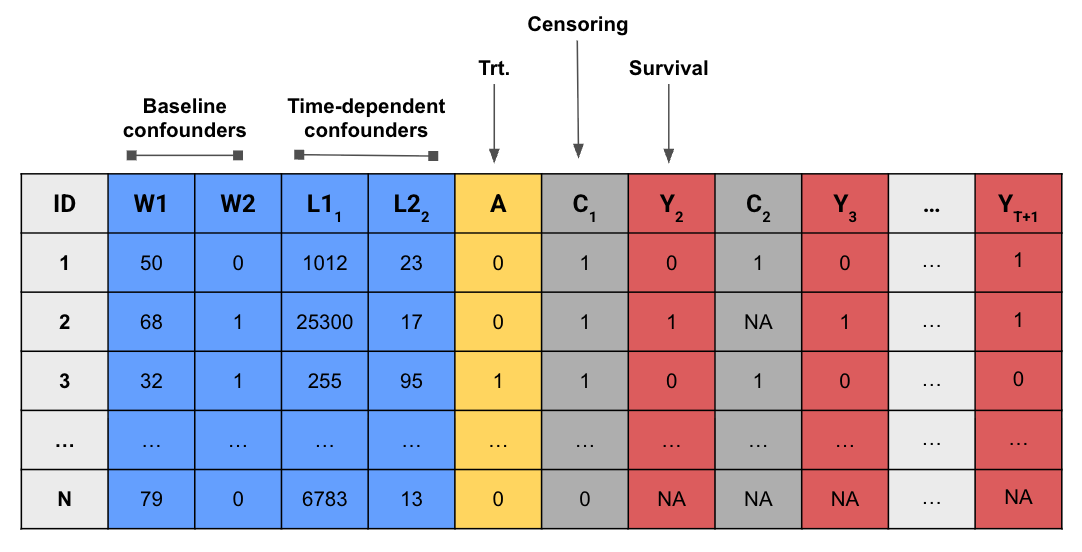 Censoring
Trt. Survival
Baseline confounders Time-dependent confounders
ID W1 W2 L1₁ L2₂ A C₁ Y₂ C₂ Y₃ ... Y_T+1
1 50 0 1012 23 0 1 0 1 0 ... 1
2 68 1 25300 17 0 1 1 NA 1 ... 1
3 32 1 255 95 1 1 0 1 0 ... 0
... ... ... ... ... ... ... ... ... ... ... ...
N 79 0 6783 13 0 0 NA NA NA ... NA